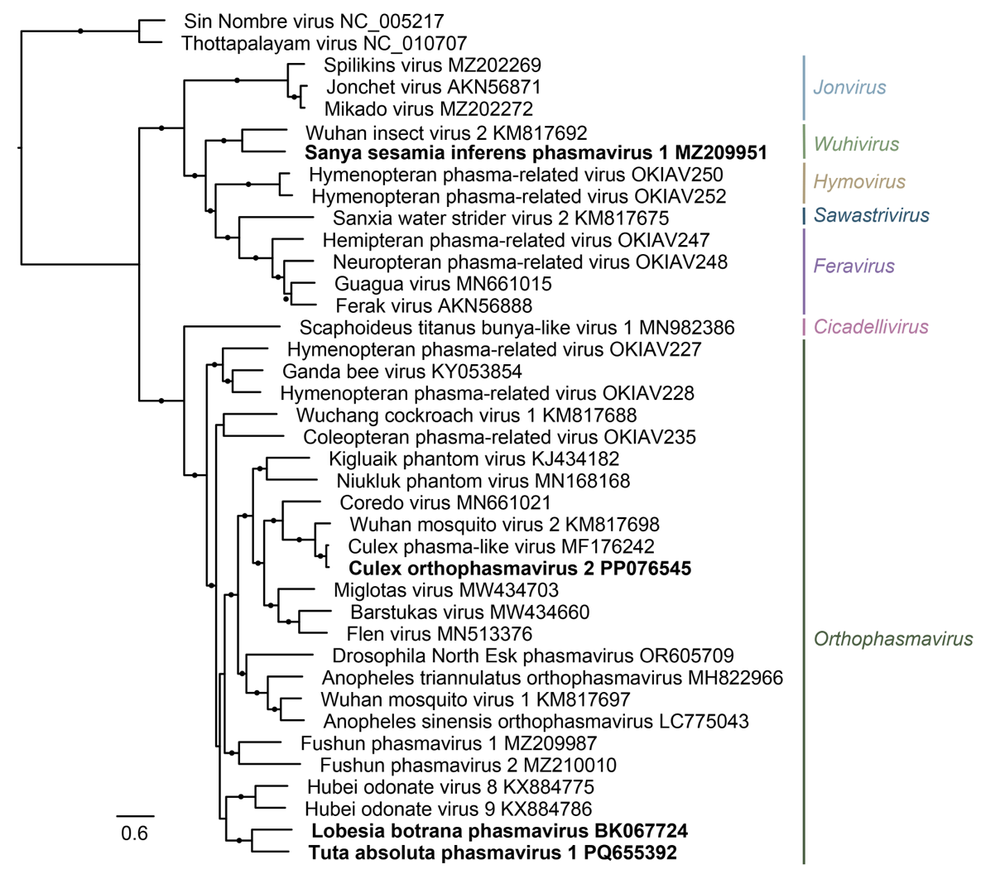 Sin Nombre virus NC_005217
Thottapalayam virus NC_010707
Spilikins virus MZ202269
Jonchet virus AKN56871
Jonvirus
Mikado virus MZ202272
Wuhan insect virus 2 KM817692
Wuhivirus
Sanya sesamia inferens phasmavirus 1 MZ209951
Hymenopteran phasma-related virus OKIAV250
Hymovirus
Hymenopteran phasma-related virus OKIAV252
Sanxia water strider virus 2 KM817675
Sawastrivirus
Hemipteran phasma-related virus OKIAV247
Neuropteran phasma-related virus OKIAV248
Feravirus
Guagua virus MN661015
Ferak virus AKN56888
Scaphoideus titanus bunya-like virus 1 MN982386
Cicadellivirus
Hymenopteran phasma-related virus OKIAV227
Ganda bee virus KY053854
Hymenopteran phasma-related virus OKIAV228
Wuchang cockroach virus 1 KM817688
Coleopteran phasma-related virus OKIAV235
Kigluaik phantom virus KJ434182
Niukluk phantom virus MN168168
Coredo virus MN661021
Wuhan mosquito virus 2 KM817698
Culex phasma-like virus MF176242
Culex orthophasmavirus 2 PP076545
Miglotas virus MW434703
Barstukas virus MW434660
Flen virus MN513376
Orthophasmavirus
Drosophila North Esk phasmavirus OR605709
Anopheles triannulatus orthophasmavirus MH822966
Wuhan mosquito virus 1 KM817697
Anopheles sinensis orthophasmavirus LC775043
Fushun phasmavirus 1 MZ209987
Fushun phasmavirus 2 MZ210010
Hubei odonate virus 8 KX884775
Hubei odonate virus 9 KX884786
Lobesia botrana phasmavirus BK067724
0.6
Tuta absoluta phasmavirus 1 PQ655392